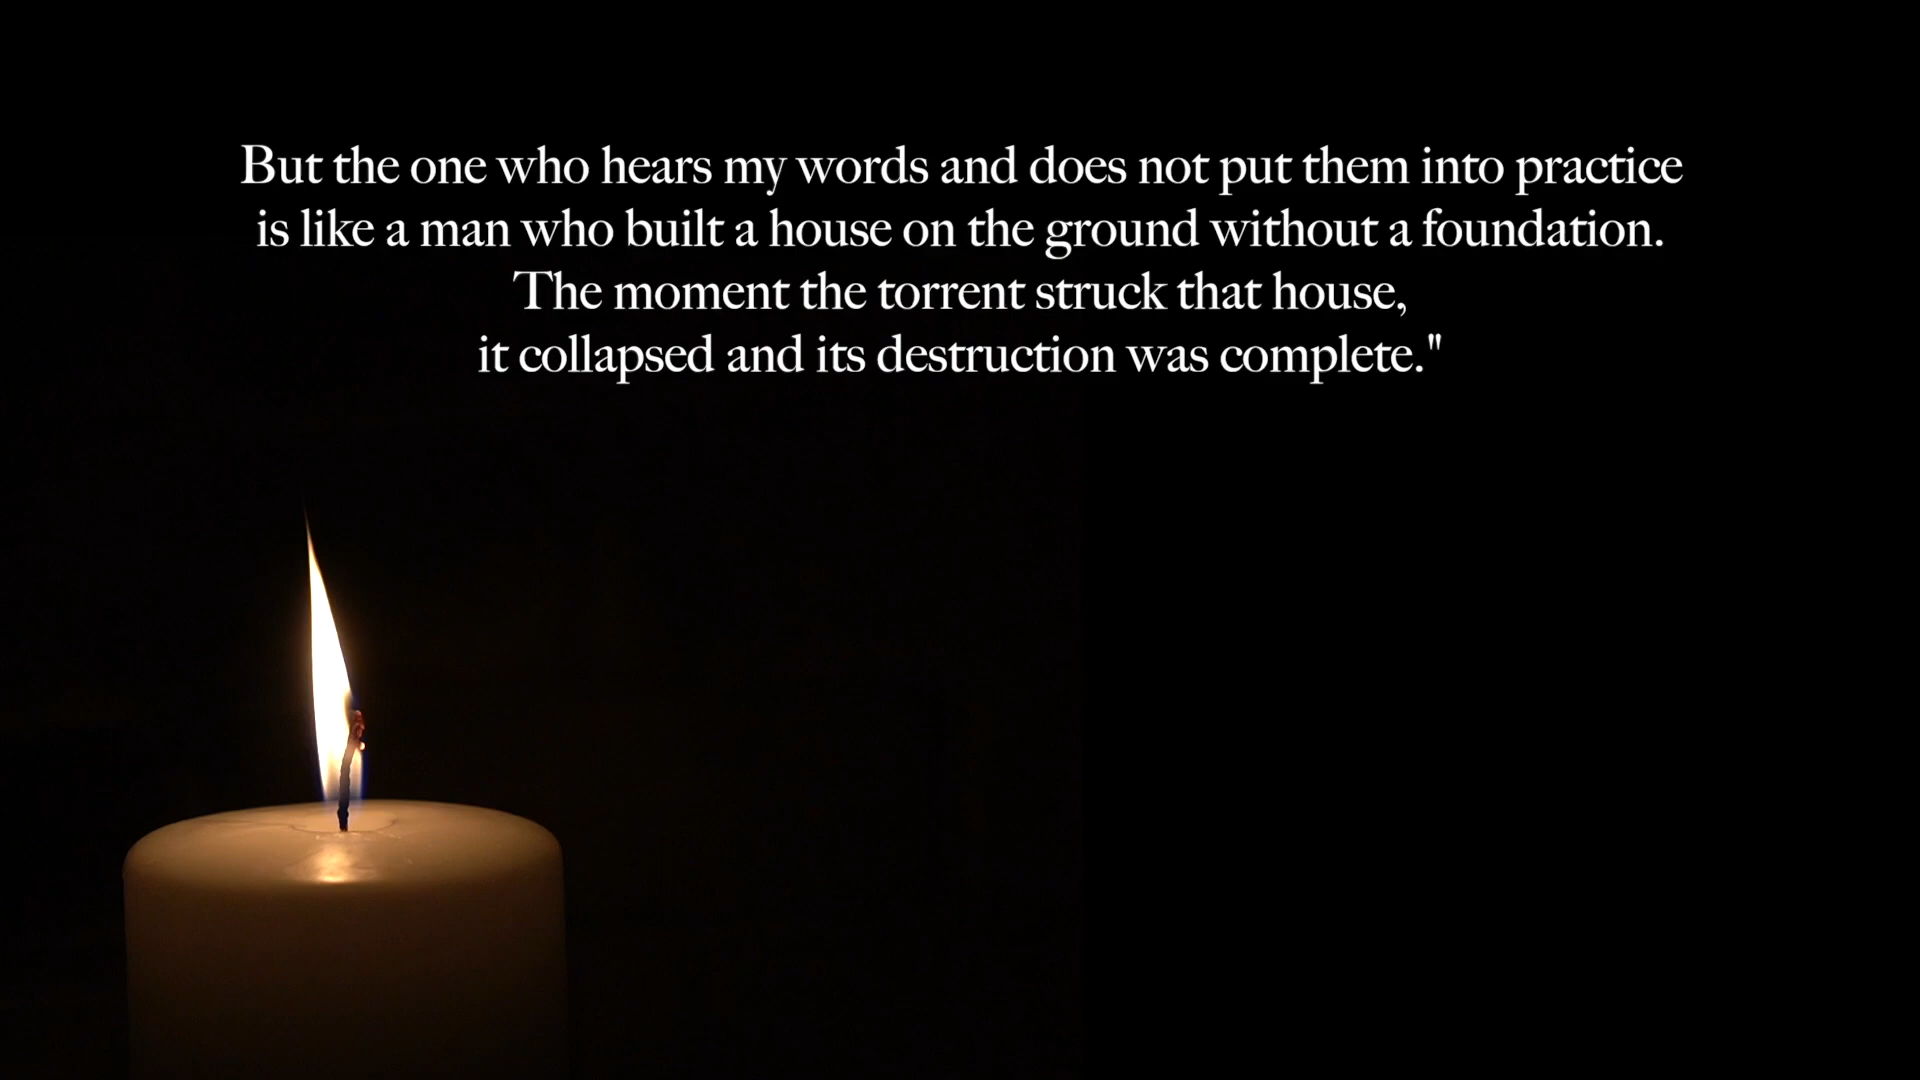 But the one who hears my words and does not put them into practice
is like a man who built a house on the ground without a foundation.
The moment the torrent struck that house,
it collapsed and its destruction was complete."